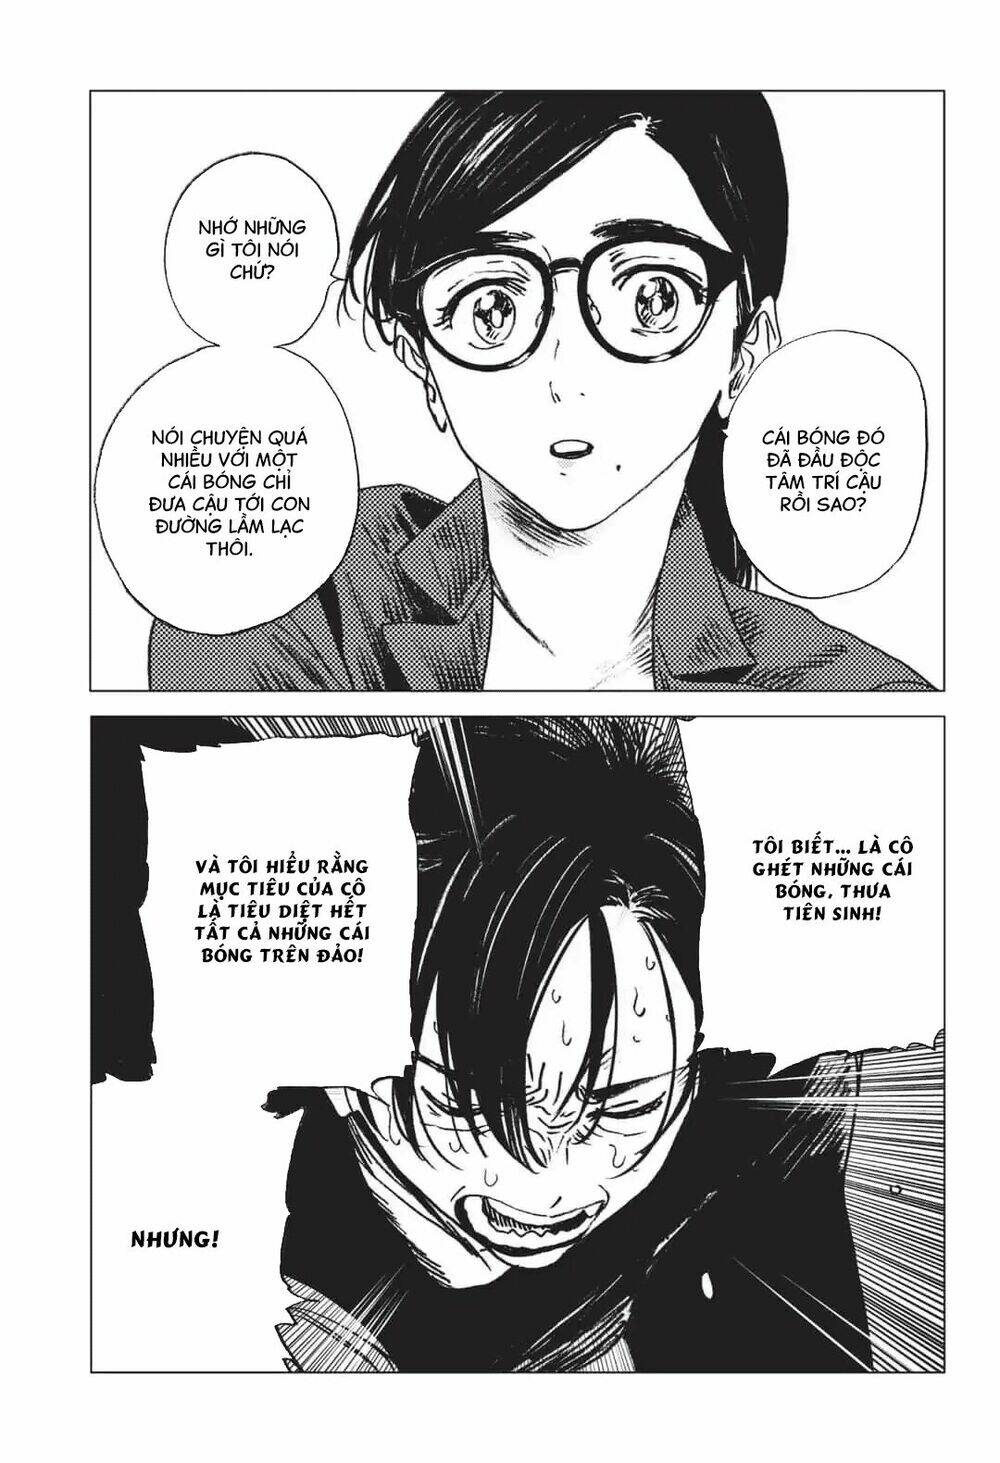 CÁI BÓNG ĐÓ
ĐÃ ĐẦU ĐỘC
TÂM TRÍ CẬU
RỒI SAO?
NHỚ NHỮNG
GÌ TÔI NÓI
CHỨ?
NÓI CHUYỆN QUÁ
NHIỀU VỚI MỘT
CÁI BÓNG CHỈ
ĐƯA CẬU TỚI CON
ĐƯỜNG LẦM LẠC
THÔI.
TÔI BIẾT... LÀ CÔ
GHÉT NHỮNG CÁI
BÓNG, THƯA
TIÊN SINH!
VÀ TÔI HIỂU RẰNG
MỤC TIÊU CỦA CÔ
LÀ TIÊU DIỆT HẾT
TẤT CẢ NHỮNG CÁI
BÓNG TRÊN ĐẢO!
NHƯNG!